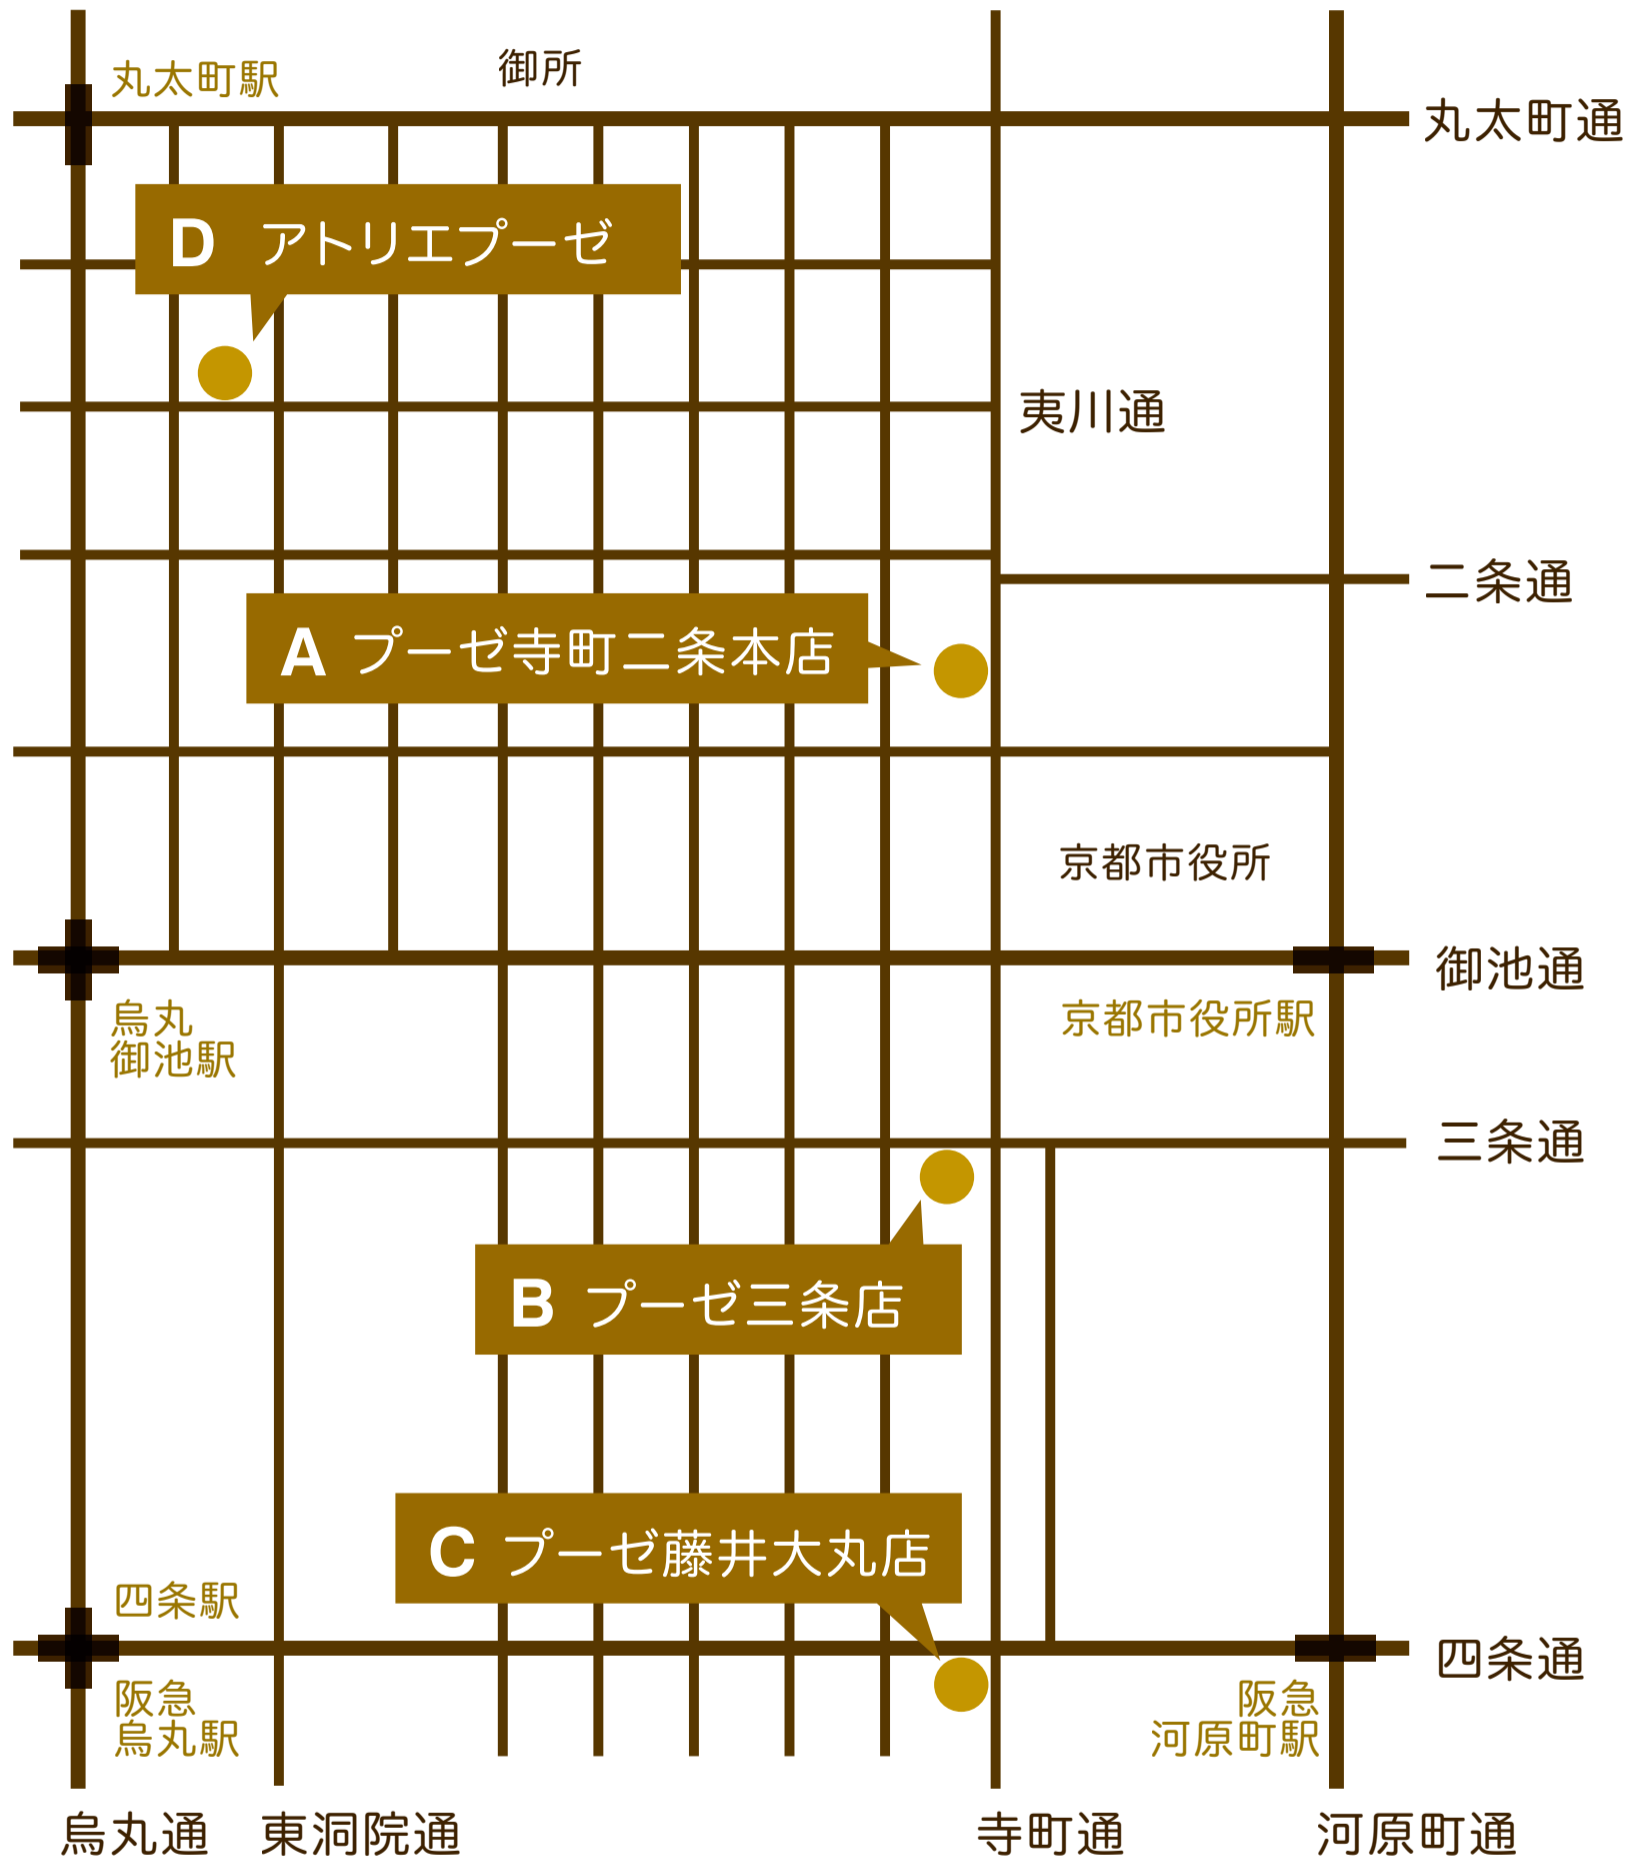 御所
丸太町駅
丸太町通
D アトリエプーゼ
夷川通
二条通
A プーゼ寺町二条本店
京都市役所
御池通
烏丸
御池駅
京都市役所駅
三条通
B プーゼ三条店
C プーゼ藤井大丸店
四条駅
四条通
阪急
烏丸駅
阪急
河原町駅
烏丸通
東洞院通
寺町通
河原町通